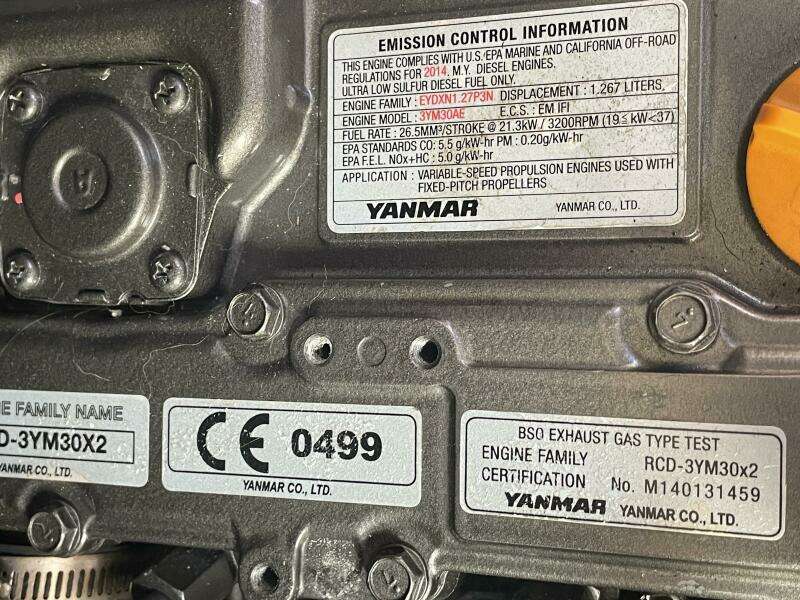 EMISSION CONTROL INFORMATION
THIS ENGINE COMPLIES WITH U.S. EPA MARINE AND CALIFORNIA OFF-ROAD
REGULATIONS FOR 2014. M.Y. DIESEL ENGINES.
ULTRA LOW SULFUR DIESEL FUEL ONLY.
ENGINE FAMILY : EYDXN1.27P3N DISPLACEMENT : 1.267 LITERS.
ENGINE MODEL : 3YM30AE E.C.S. : EM IFI
FUEL RATE : 26.5MM³/STROKE @ 21.3kW / 3200RPM (19≦kW<37)
EPA STANDARDS CO: 5.5 g/kW-hr PM : 0.20g/kW-hr
EPA F.E.L. NOx+HC : 5.0 g/kW-hr
APPLICATION : VARIABLE-SPEED PROPULSION ENGINES USED WITH
FIXED-PITCH PROPELLERS
YANMAR YANMAR CO., LTD.
E FAMILY NAME
D-3YM30X2
YANMAR CO., LTD.
CE 0499
YANMAR CO., LTD.
BSO EXHAUST GAS TYPE TEST
ENGINE FAMILY RCD-3YM30x2
CERTIFICATION No. M140131459
YANMAR YANMAR CO., LTD.